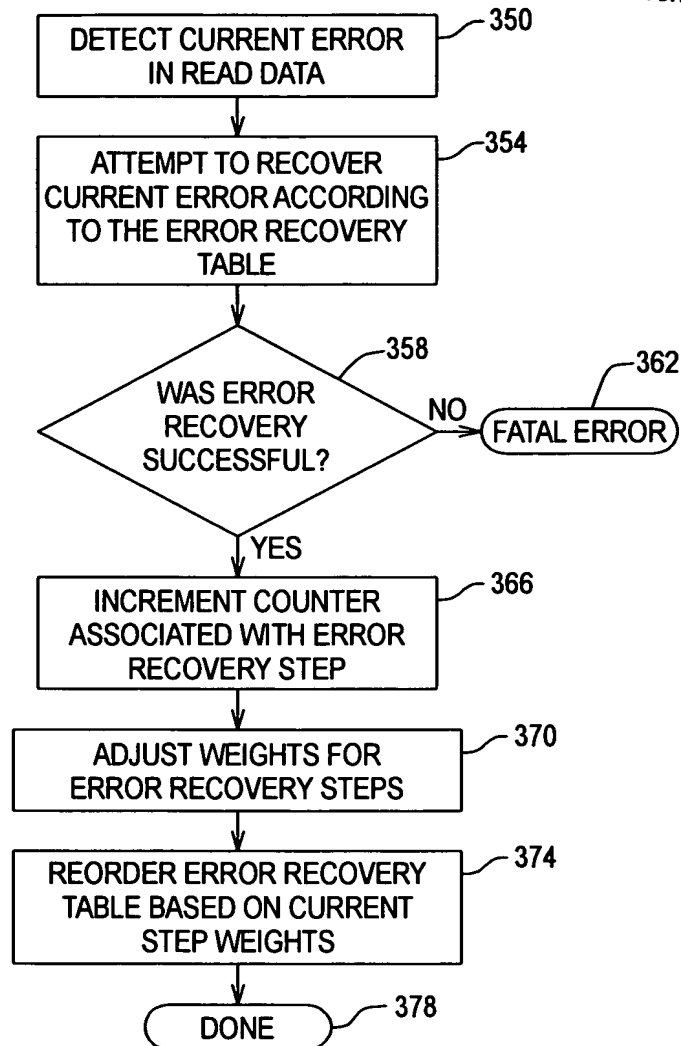 350
DETECT CURRENT ERROR
IN READ DATA
354
ATTEMPT TO RECOVER
CURRENT ERROR ACCORDING
TO THE ERROR RECOVERY
TABLE
358
WAS ERROR
RECOVERY
SUCCESSFUL?
NO
362
FATAL ERROR
YES
366
INCREMENT COUNTER
ASSOCIATED WITH ERROR
RECOVERY STEP
370
ADJUST WEIGHTS FOR
ERROR RECOVERY STEPS
374
REORDER ERROR RECOVERY
TABLE BASED ON CURRENT
STEP WEIGHTS
378
DONE